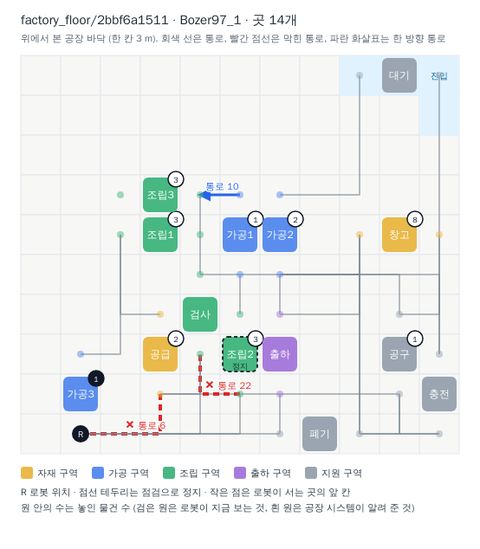 factory_floor/2bbf6a1511 · Bozer97_1 · 곳 14개
위에서 본 공장 바닥 (한 칸 3 m). 회색 선은 통로, 빨간 점선은 막힌 통로, 파란 화살표는 한 방향 통로
대기
전립
3
조립3
통로 10
3
조립1
1
가공1
2
가공2
8
창고
검사
2
공급
3
조립2
정지
출하
1
공구
1
가공3
✕ 통로 22
충전
R
✕ 통로 6
폐기
자재 구역
가공 구역
조립 구역
출하 구역
지원 구역
R 로봇 위치 · 점선 테두리는 점검으로 정지 · 작은 점은 로봇이 서는 곳의 앞 칸
원 안의 수는 놓인 물건 수 (검은 원은 로봇이 지금 보는 것, 흰 원은 공장 시스템이 알려 준 것)